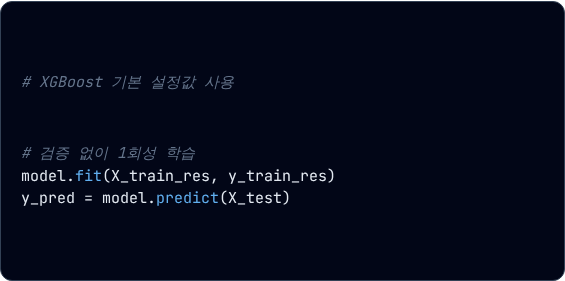 # XGBoost 기본 설정값 사용
# 검증 없이 1회성 학습
model.fit(X_train_res, y_train_res)
y_pred = model.predict(X_test)